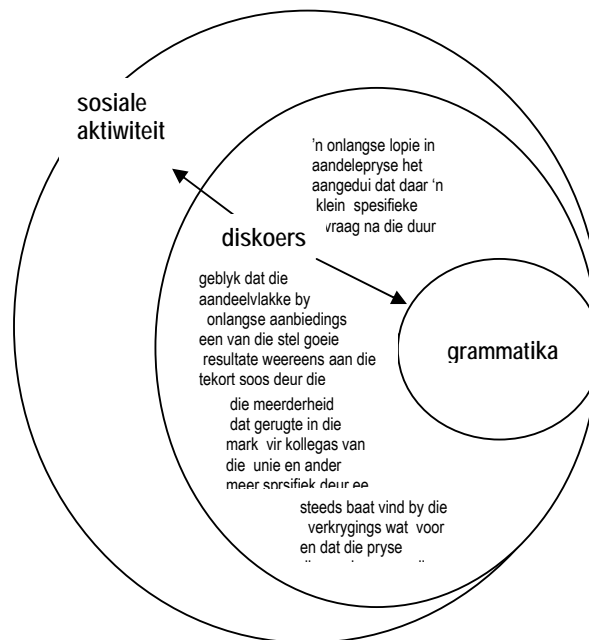 sosiale
aktiwiteit
'n onlangse lopie in
aandelepryse het
aangedui dat daar 'n
klein spesifieke
vraag na die duur
diskoers
geblyk dat die
aandeelvlakke by
onlangse aanbiedings
een van die stel goeie
resultate weereens aan die
tekort soos deur die
grammatika
die meerderheid
dat gerugte in die
mark vir kollegas van
die unie en ander
meer sprsifiek deur ee
steeds baat vind by die
verkrygings wat voor
en dat die pryse